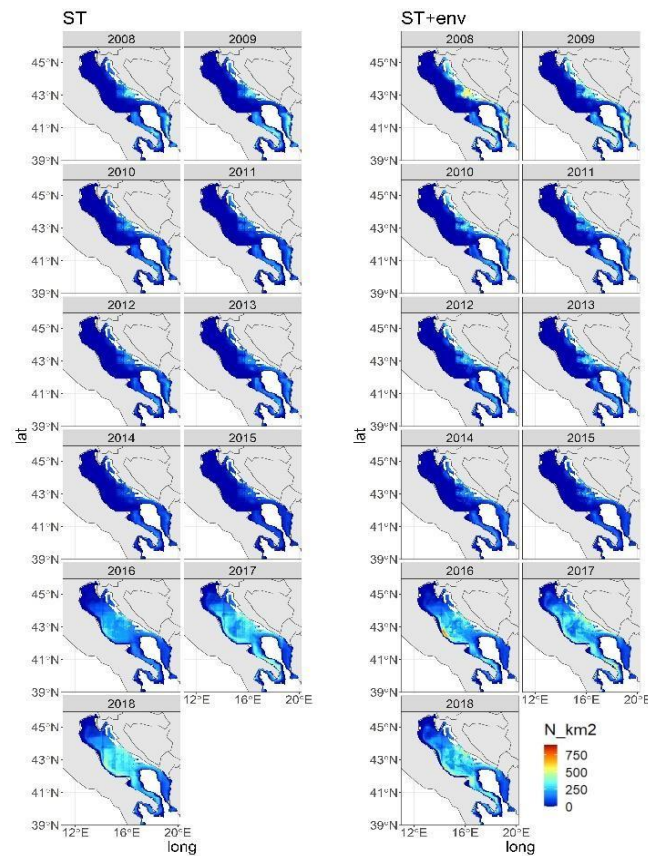 ST
ST+env
2008
2009
2008
2009
45°N
43°N
41°N
39°N
45°N
43°N
41°N
39°N
2010
2011
2010
2011
45°N
43°N
41°N
39°N
45°N
43°N
41°N
39°N
2012
2013
2012
2013
45°N
43°N
41°N
39°N
45°N
43°N
41°N
39°N
lat
lat
2014
2015
2014
2015
45°N
43°N
41°N
39°N
45°N
43°N
41°N
39°N
2016
2017
2016
2017
45°N
43°N
41°N
39°N
45°N
43°N
41°N
39°N
12°E 16°E 20°E
12°E 16°E 20°E
2018
2018
45°N
43°N
41°N
39°N
45°N
43°N
41°N
39°N
12°E 16°E 20°E
12°E 16°E 20°E
long
long
N_km2
750
500
250
0